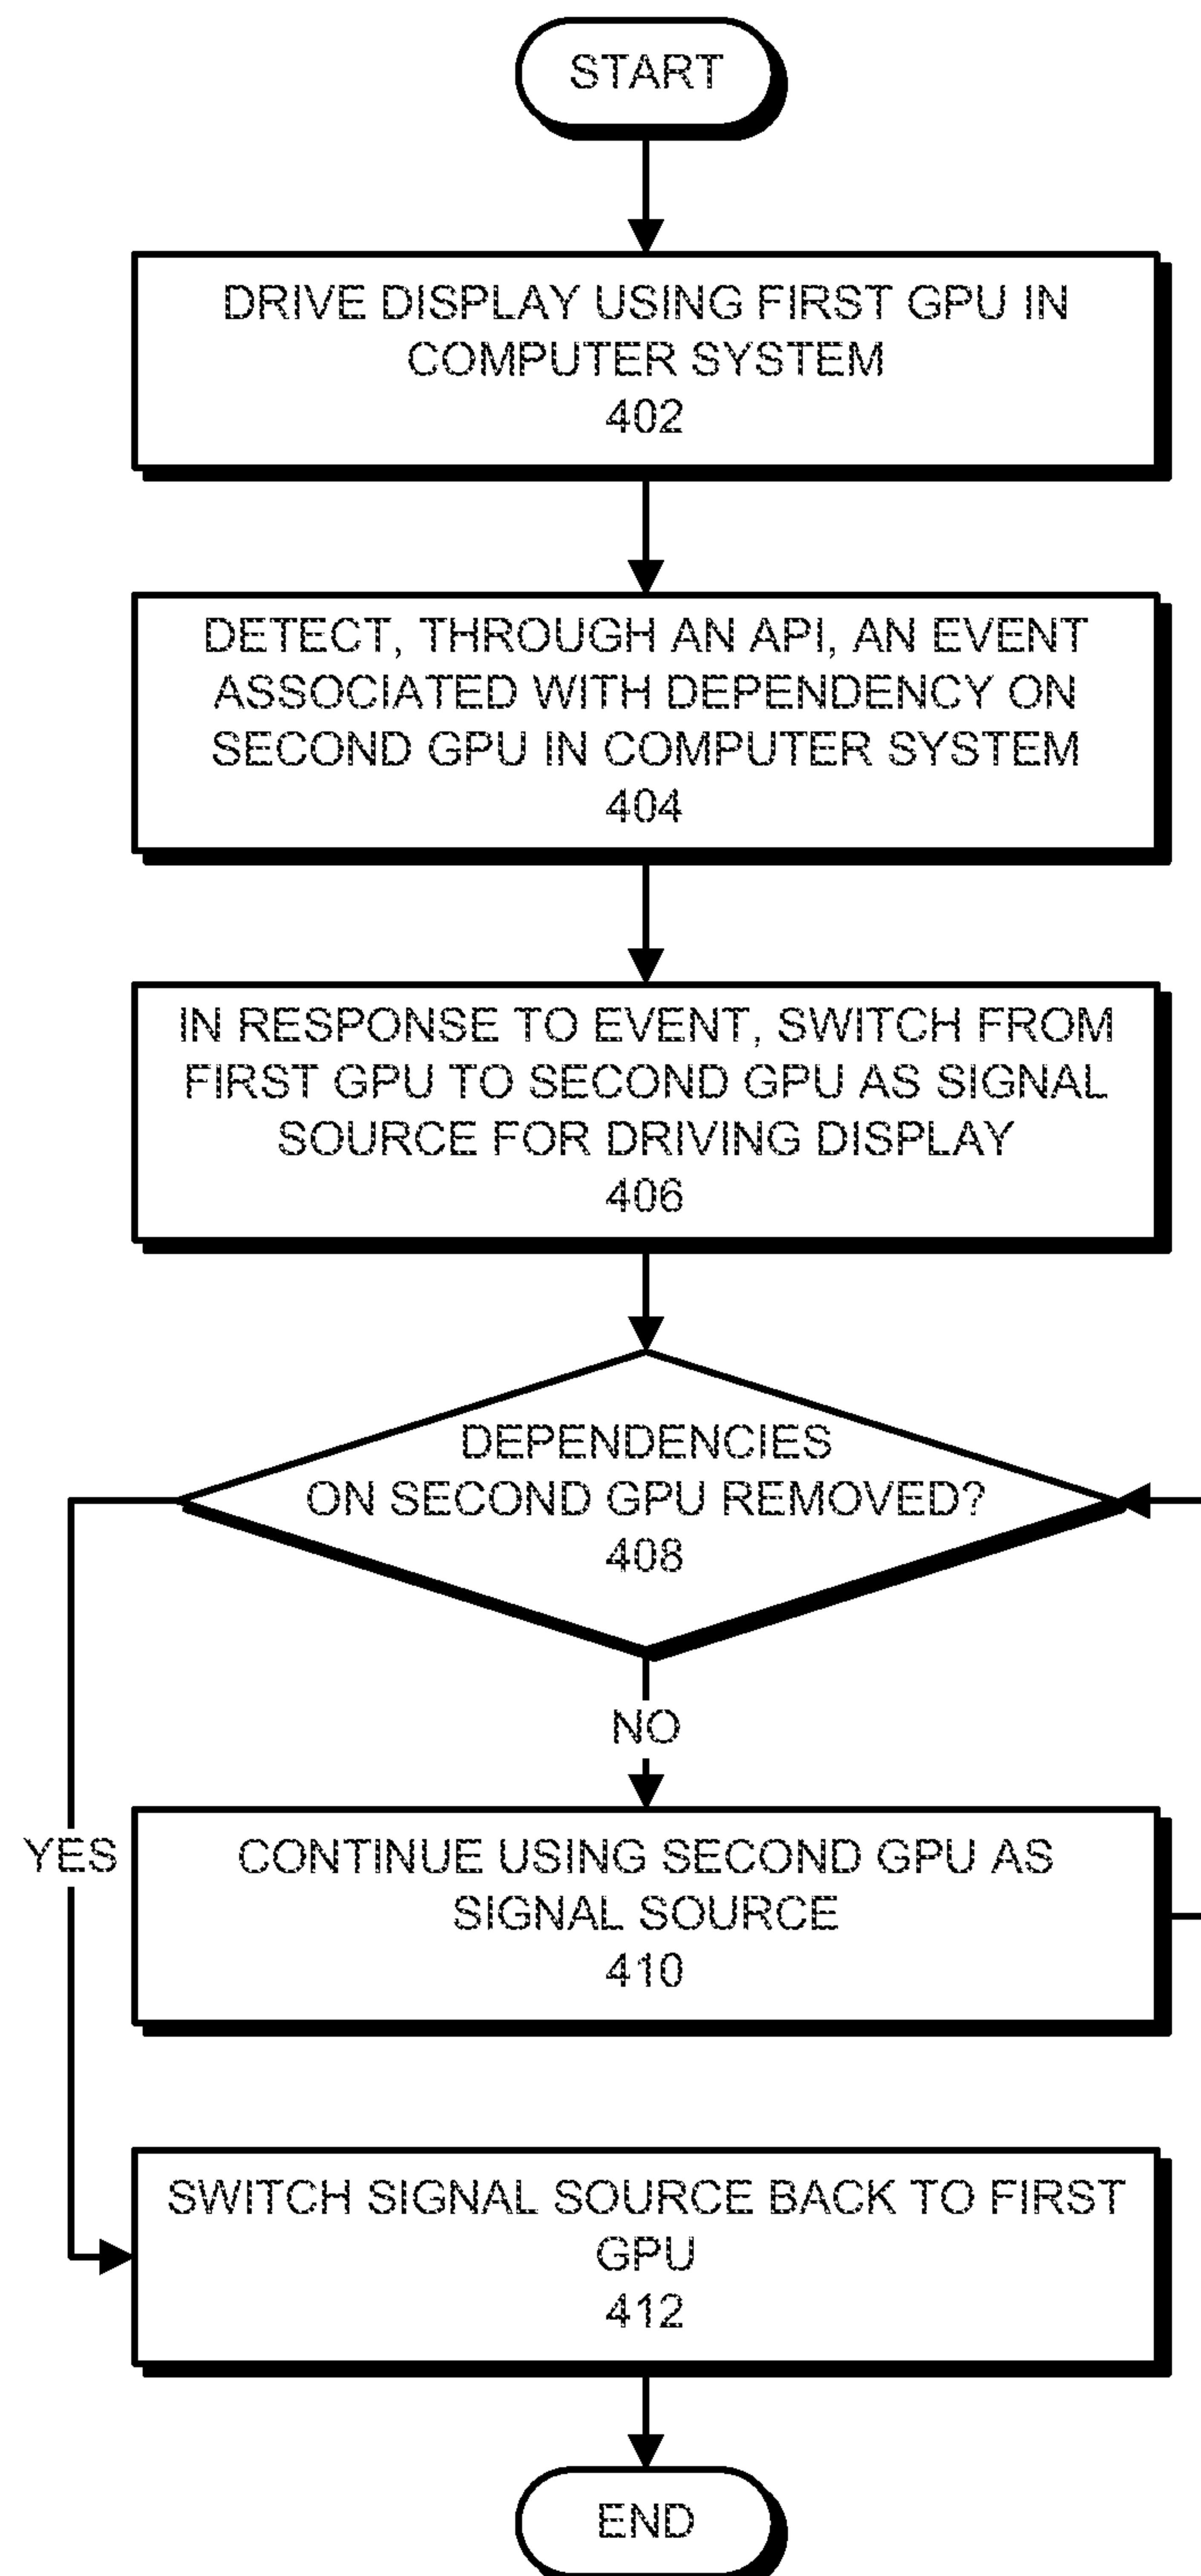 START
DRIVE DISPLAY USING FIRST GPU IN
COMPUTER SYSTEM
402
DETECT, THROUGH AN API, AN EVENT
ASSOCIATED WITH DEPENDENCY ON
SECOND GPU IN COMPUTER SYSTEM
404
IN RESPONSE TO EVENT, SWITCH FROM
FIRST GPU TO SECOND GPU AS SIGNAL
SOURCE FOR DRIVING DISPLAY
406
DEPENDENCIES
ON SECOND GPU REMOVED?
408
NO
YES
CONTINUE USING SECOND GPU AS
SIGNAL SOURCE
410
SWITCH SIGNAL SOURCE BACK TO FIRST
GPU
412
END